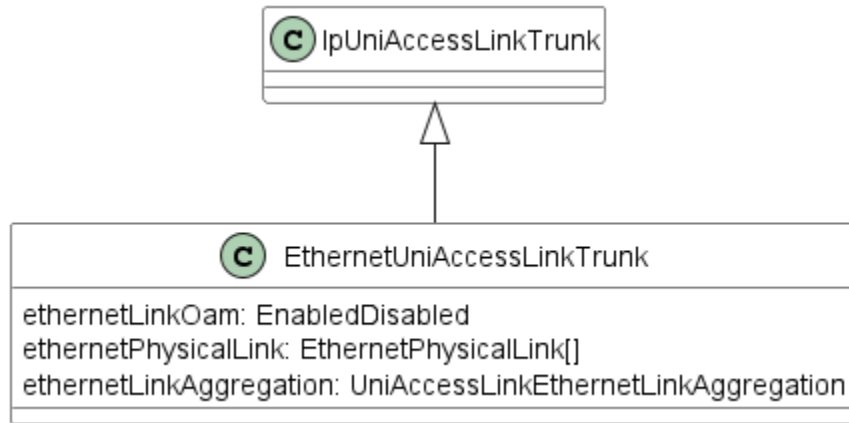 C IpUniAccessLinkTrunk
C EthernetUniAccessLinkTrunk
ethernetLinkOam: EnabledDisabled
ethernetPhysicalLink: EthernetPhysicalLink[]
ethernetLinkAggregation: UniAccessLinkEthernetLinkAggregation